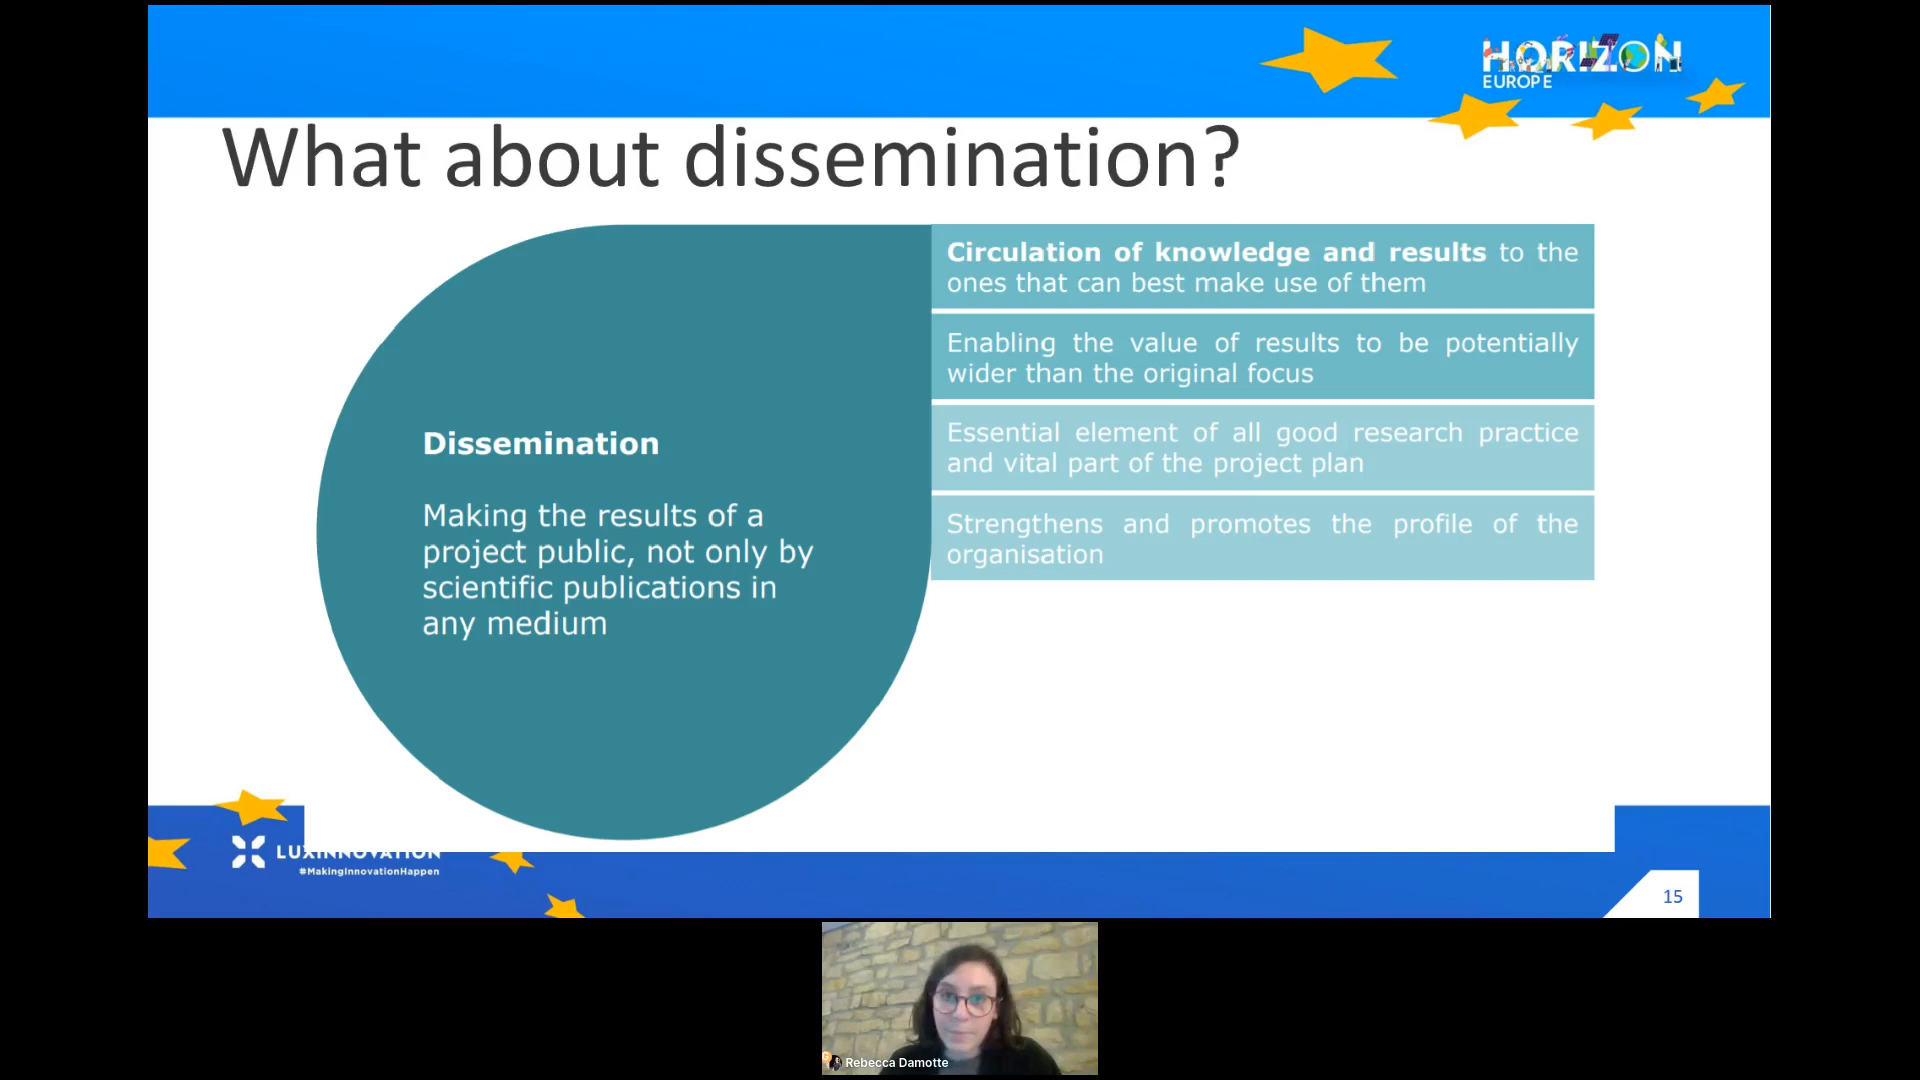 HORIZON
EUROPE
What about dissemination?
Circulation of knowledge and results to the
ones that can best make use of them
Enabling the value of results to be potentially
wider than the original focus
Essential element of all good research practice
and vital part of the project plan
Strengthens and promotes the profile of the
organisation
Dissemination
Making the results of a
project public, not only by
scientific publications in
any medium
LUXINNOVATION
#MakingInnovationHappen
15
Rebecca Damotte